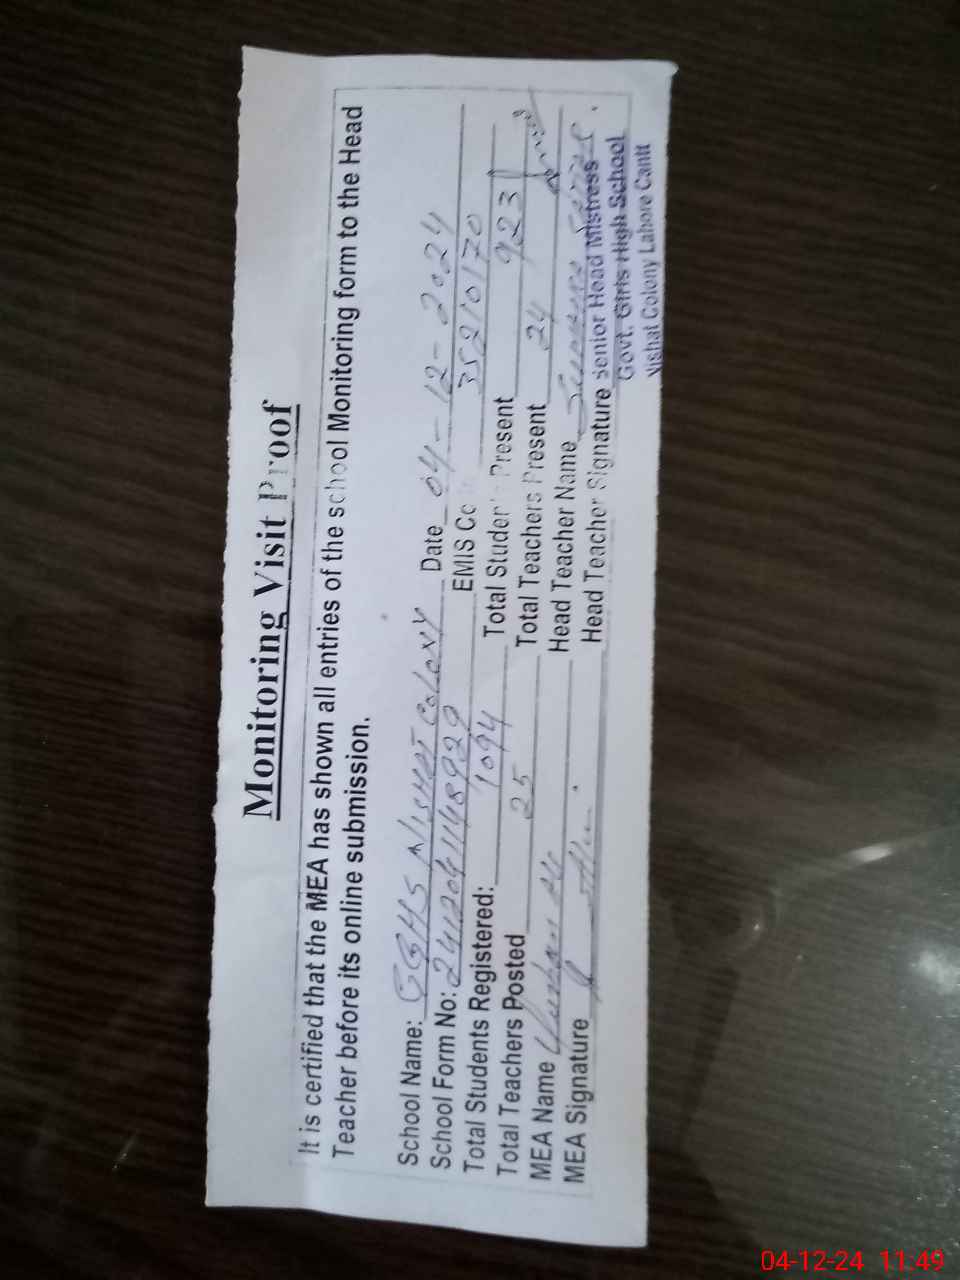 Monitoring Visit Proof
It is certified that the MEA has shown all entries of the school Monitoring form to the Head
Teacher before its online submission.
School Name: GGHS NISHAT COLONY Date 04-12-2024
School Form No: 2412041148929 EMIS Co 35210170
Total Students Registered: 1094 Total Studen Present 923
Total Teachers Posted 25 Total Teachers Present 24
MEA Name Head Teacher Name
MEA Signature Head Teacher Signature
Senior Head Mistress
Govt. Girls High School
Nishat Colony Lahore Cantt
04-12-24 11:49